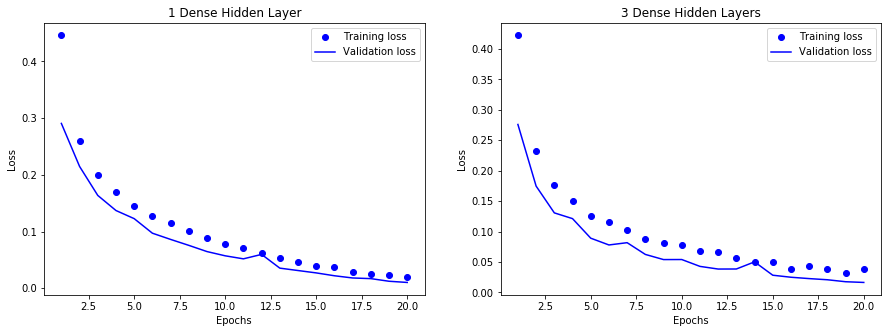 1 Dense Hidden Layer
Training loss
Validation loss
0.4
0.3
0.2
0.1
0.0
Loss
2.5 5.0 7.5 10.0 12.5 15.0 17.5 20.0
Epochs
3 Dense Hidden Layers
Training loss
Validation loss
0.40
0.35
0.30
0.25
0.20
0.15
0.10
0.05
0.00
Loss
2.5 5.0 7.5 10.0 12.5 15.0 17.5 20.0
Epochs